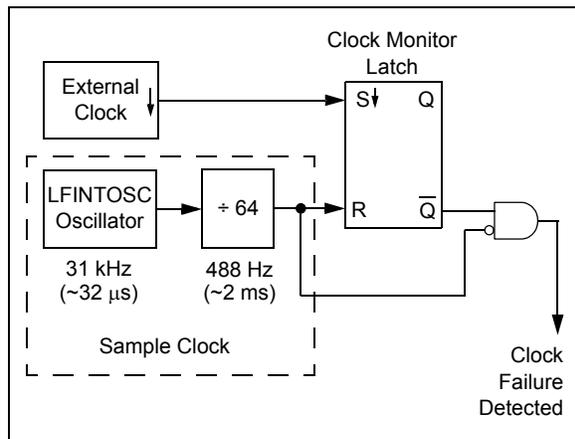 Clock Monitor
Latch
External
Clock
S
Q
LFINTOSC
Oscillator
÷ 64
R
Q̅
31 kHz
(~32 μs)
488 Hz
(~2 ms)
Sample Clock
Clock
Failure
Detected